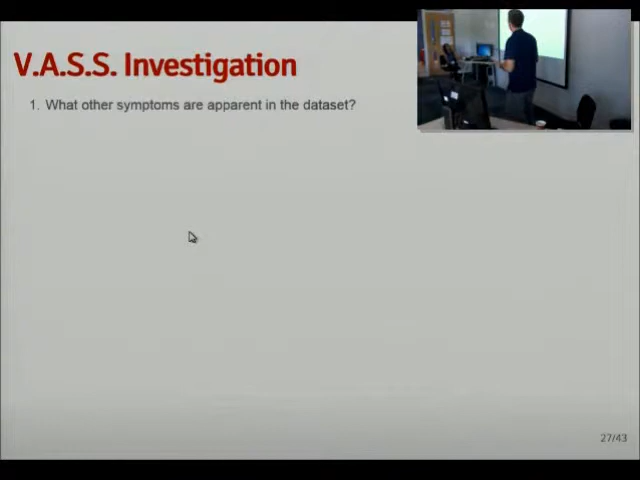 V.A.S.S. Investigation
1. What other symptoms are apparent in the dataset?
27/43